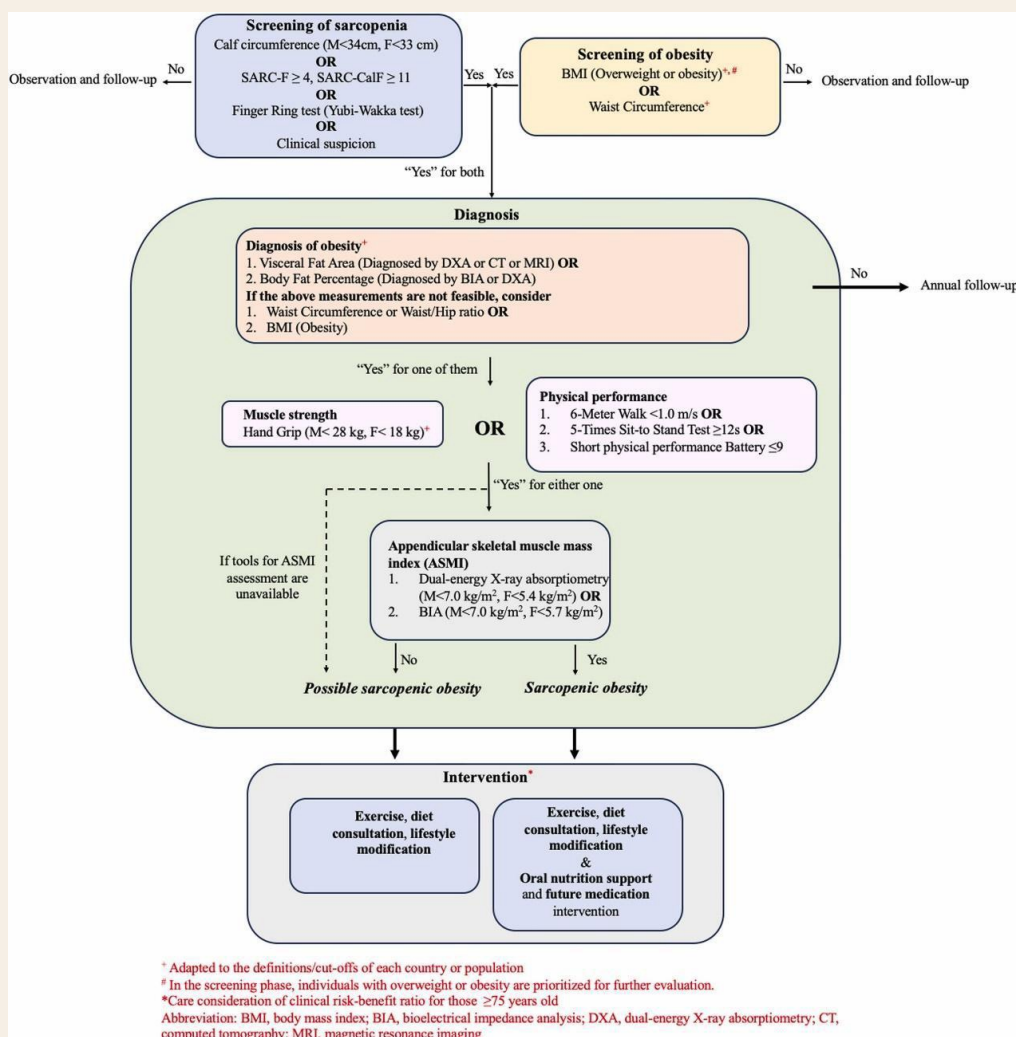 Screening of sarcopenia
Calf circumference (M<34cm, F<33 cm)
OR
SARC-F ≥ 4, SARC-CalF ≥ 11
OR
Finger Ring test (Yubi-Wakka test)
OR
Clinical suspicion
No
Observation and follow-up
Yes
Yes
Screening of obesity
BMI (Overweight or obesity)+,#
OR
Waist Circumference+
No
Observation and follow-up
"Yes" for both
Diagnosis
Diagnosis of obesity+
1. Visceral Fat Area (Diagnosed by DXA or CT or MRI) OR
2. Body Fat Percentage (Diagnosed by BIA or DXA)
If the above measurements are not feasible, consider
1. Waist Circumference or Waist/Hip ratio OR
2. BMI (Obesity)
No
Annual follow-up
"Yes" for one of them
Muscle strength
Hand Grip (M< 28 kg, F< 18 kg)+
OR
Physical performance
1. 6-Meter Walk <1.0 m/s OR
2. 5-Times Sit-to Stand Test ≥12s OR
3. Short physical performance Battery ≤9
"Yes" for either one
If tools for ASMI
assessment are
unavailable
Appendicular skeletal muscle mass
index (ASMI)
1. Dual-energy X-ray absorptiometry
(M<7.0 kg/m², F<5.4 kg/m²) OR
2. BIA (M<7.0 kg/m², F<5.7 kg/m²)
No
Yes
Possible sarcopenic obesity
Sarcopenic obesity
Intervention*
Exercise, diet
consultation, lifestyle
modification
Exercise, diet
consultation, lifestyle
modification
&
Oral nutrition support
and future medication
intervention
+ Adapted to the definitions/cut-offs of each country or population
# In the screening phase, individuals with overweight or obesity are prioritized for further evaluation.
*Care consideration of clinical risk-benefit ratio for those ≥75 years old
Abbreviation: BMI, body mass index; BIA, bioelectrical impedance analysis; DXA, dual-energy X-ray absorptiometry; CT,
computed tomography; MRI, magnetic resonance imaging